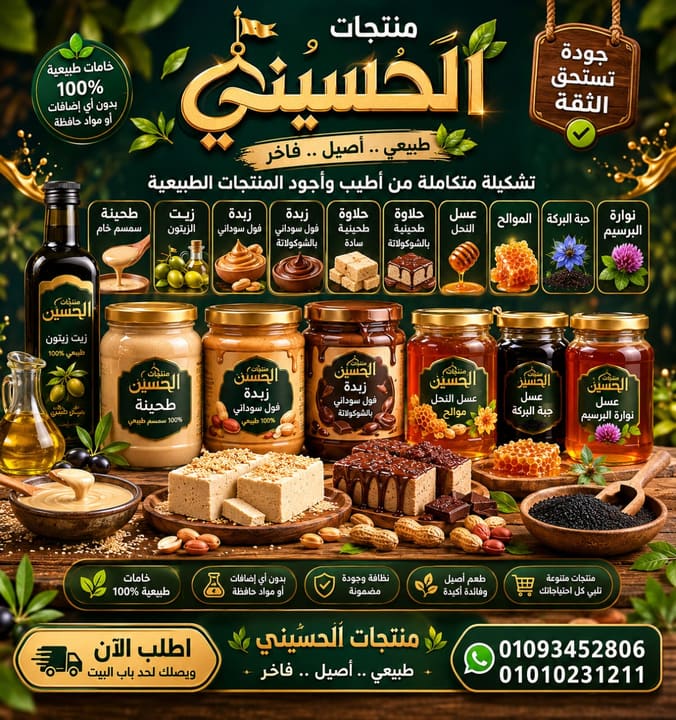 منتجات
الحُسيني
طبيعي .. أصيل .. فاخر
خامات طبيعية
100%
بدون أي إضافات
أو مواد حافظة
جودة
تستحق
الثقة
تشكيلة متكاملة من أطيب وأجود المنتجات الطبيعية
نوارة
البرسيم
حبة البركة
الموالح
عسل
النحل
حلاوة
طحينية
بالشوكولاتة
حلاوة
طحينية
سادة
زبدة
فول سوداني
بالشوكولاتة
زبدة
فول سوداني
زيت
الزيتون
طحينة
سمسم خام
منتجات
الحسين
زيت زيتون
طبيعي 100%
منتجات
الحسين
طحينة
100% سمسم طبيعي
منتجات
الحسين
زبدة
فول سوداني
100% طبيعي
منتجات
الحسين
زبدة
فول سوداني
بالشوكولاتة
منتجات
الحسين
عسل النحل
موالح
منتجات
الحسين
عسل
حبة البركة
منتجات
الحسين
عسل
نوارة البرسيم
منتجات متنوعة
تلبي كل احتياجاتك
طعم أصيل
وفائدة أكيدة
نظافة وجودة
مضمونة
بدون أي إضافات
أو مواد حافظة
خامات
طبيعية 100%
اطلب الآن
ويصلك لحد باب البيت
منتجات الحسيني
طبيعي .. أصيل .. فاخر
01093452806
01010231211